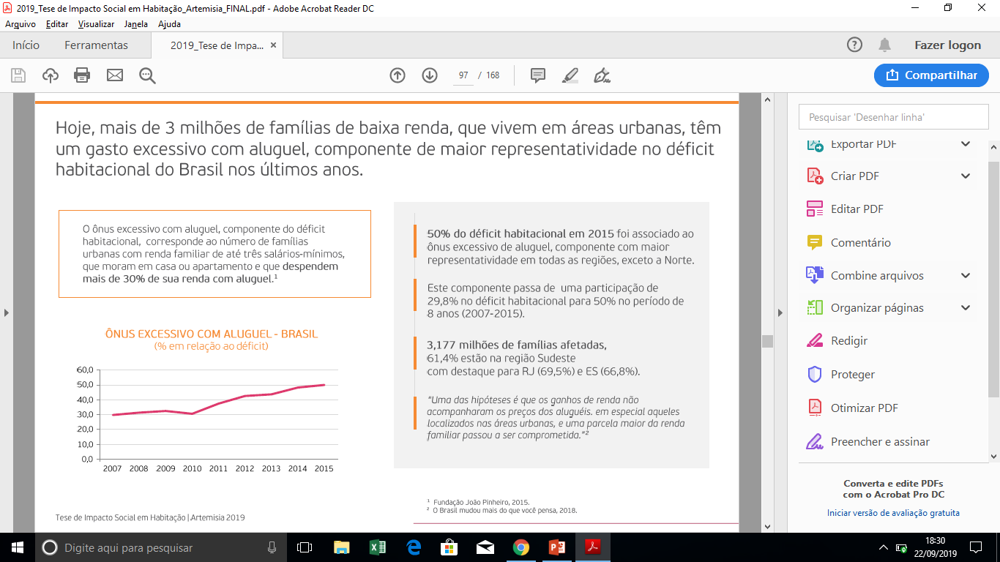 2019_Tese de Impacto Social em Habitação_Artemisia_FINAL.pdf - Adobe Acrobat Reader DC
Arquivo Editar Visualizar Janela Ajuda
Início Ferramentas 2019_Tese de Impa... × Fazer logon
97 / 168
Compartilhar
Hoje, mais de 3 milhões de famílias de baixa renda, que vivem em áreas urbanas, têm
um gasto excessivo com aluguel, componente de maior representatividade no déficit
habitacional do Brasil nos últimos anos.
O ônus excessivo com aluguel, componente do déficit
habitacional, corresponde ao número de famílias
urbanas com renda familiar de até três salários-mínimos,
que moram em casa ou apartamento e que despendem
mais de 30% de sua renda com aluguel.¹
ÔNUS EXCESSIVO COM ALUGUEL - BRASIL
(% em relação ao déficit)
60,0
50,0
40,0
30,0
20,0
10,0
0,0
2007 2008 2009 2010 2011 2012 2013 2014 2015
50% do déficit habitacional em 2015 foi associado ao
ônus excessivo de aluguel, componente com maior
representatividade em todas as regiões, exceto a Norte.
Este componente passa de uma participação de
29,8% no déficit habitacional para 50% no período de
8 anos (2007-2015).
3,177 milhões de famílias afetadas,
61,4% estão na região Sudeste
com destaque para RJ (69,5%) e ES (66,8%).
"Uma das hipóteses é que os ganhos de renda não
acompanharam os preços dos aluguéis. em especial aqueles
localizados nas áreas urbanas, e uma parcela maior da renda
familiar passou a ser comprometida."²
¹ Fundação João Pinheiro, 2015.
² O Brasil mudou mais do que você pensa, 2018.
Tese de Impacto Social em Habitação | Artemisia 2019
Pesquisar 'Desenhar linha'
Exportar PDF
Criar PDF
Editar PDF
Comentário
Combine arquivos
Organizar páginas
Redigir
Proteger
Otimizar PDF
Preencher e assinar
Converta e edite PDFs
com o Acrobat Pro DC
Iniciar versão de avaliação gratuita
Digite aqui para pesquisar
18:30
22/09/2019